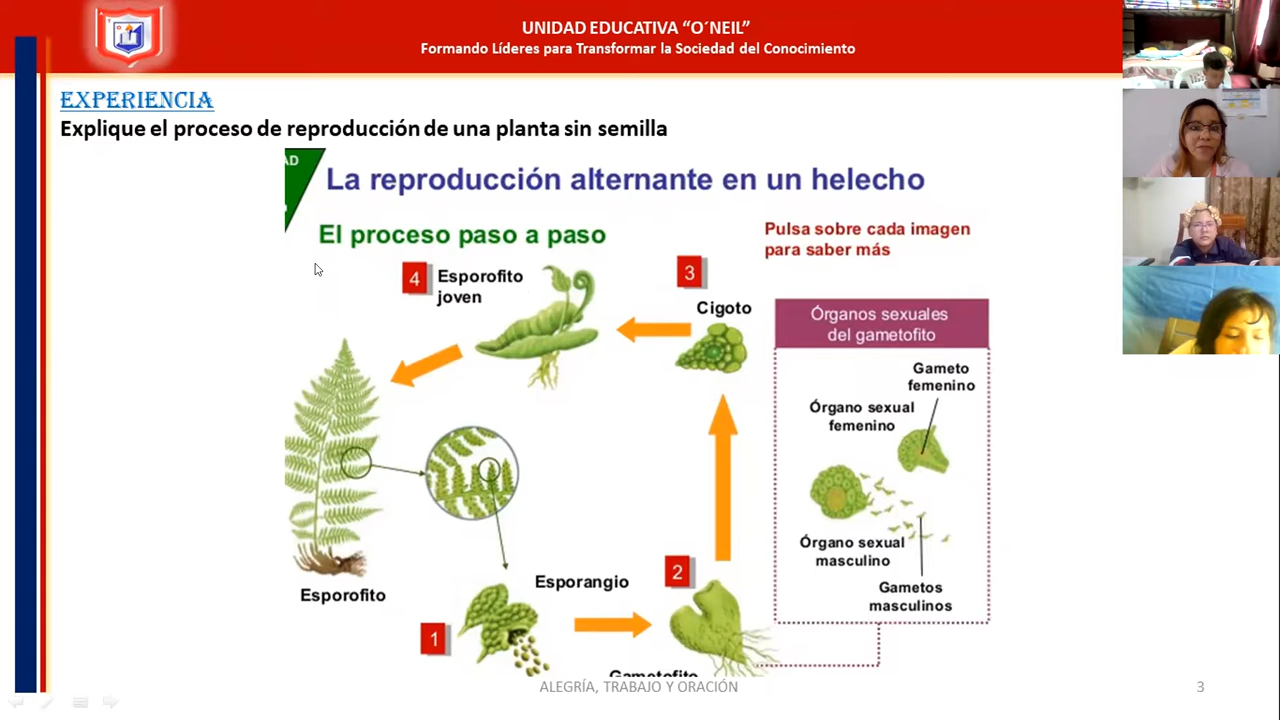 UNIDAD EDUCATIVA “O´NEIL”
Formando Líderes para Transformar la Sociedad del Conocimiento
EXPERIENCIA
Explique el proceso de reproducción de una planta sin semilla
AD
La reproducción alternante en un helecho
El proceso paso a paso
Pulsa sobre cada imagen
para saber más
4
Esporofito
joven
3
Cigoto
Órganos sexuales
del gametofito
Gameto
femenino
Órgano sexual
femenino
Órgano sexual
masculino
Gametos
masculinos
Esporofito
Esporangio
1
2
Gametofito
ALEGRÍA, TRABAJO Y ORACIÓN
3